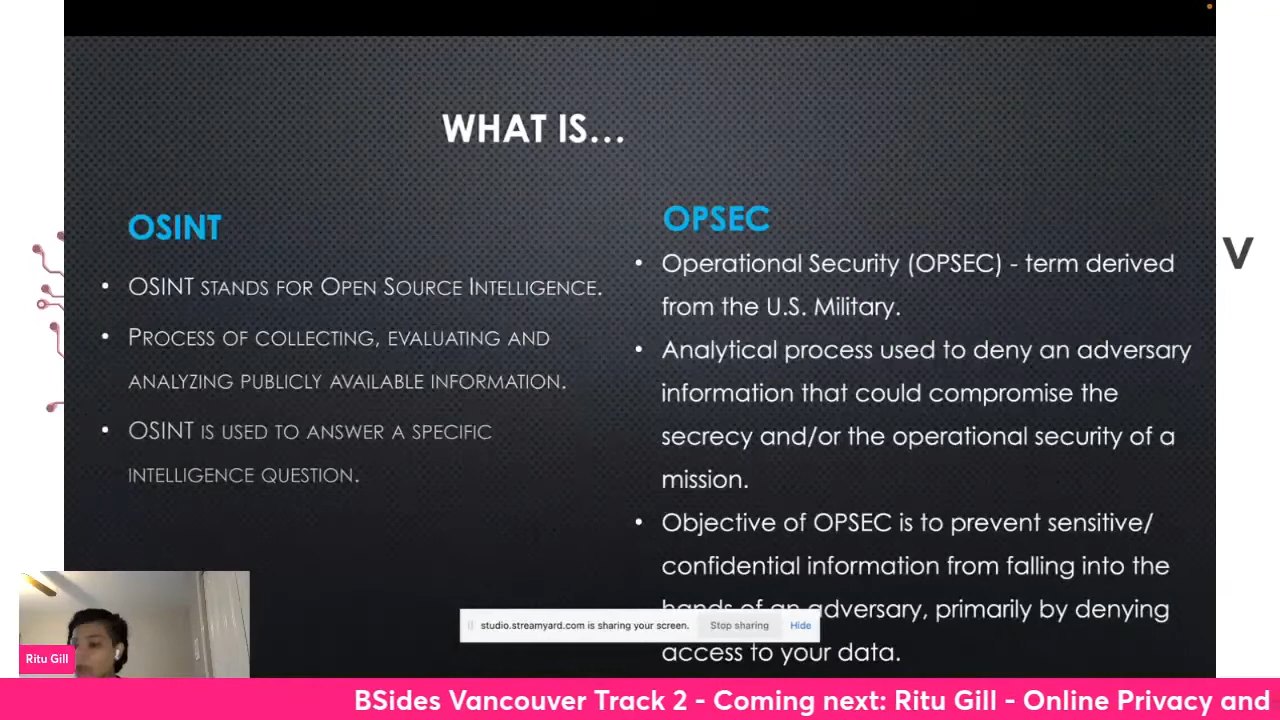 WHAT IS...
OSINT
OSINT STANDS FOR OPEN SOURCE INTELLIGENCE.
PROCESS OF COLLECTING, EVALUATING AND
ANALYZING PUBLICLY AVAILABLE INFORMATION.
OSINT IS USED TO ANSWER A SPECIFIC
INTELLIGENCE QUESTION.
OPSEC
Operational Security (OPSEC) - term derived
from the U.S. Military.
Analytical process used to deny an adversary
information that could compromise the
secrecy and/or the operational security of a
mission.
Objective of OPSEC is to prevent sensitive/
confidential information from falling into the
hands of an adversary, primarily by denying
access to your data.
V
studio.streamyard.com is sharing your screen. Stop sharing Hide
Ritu Gill
BSides Vancouver Track 2 - Coming next: Ritu Gill - Online Privacy and